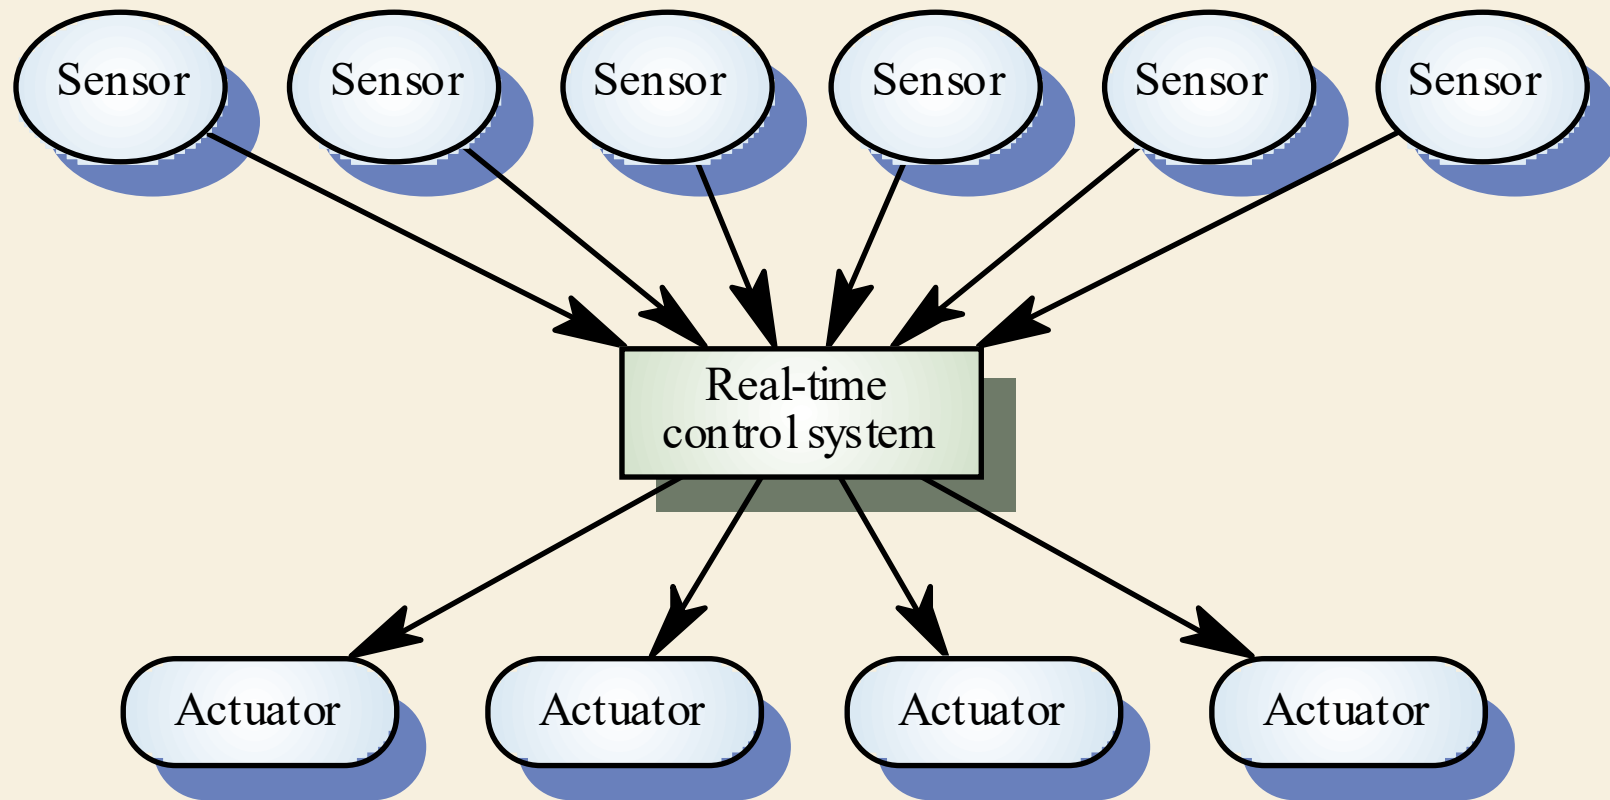 Sensor
Sensor
Sensor
Sensor
Sensor
Sensor
Real-time
control system
Actuator
Actuator
Actuator
Actuator